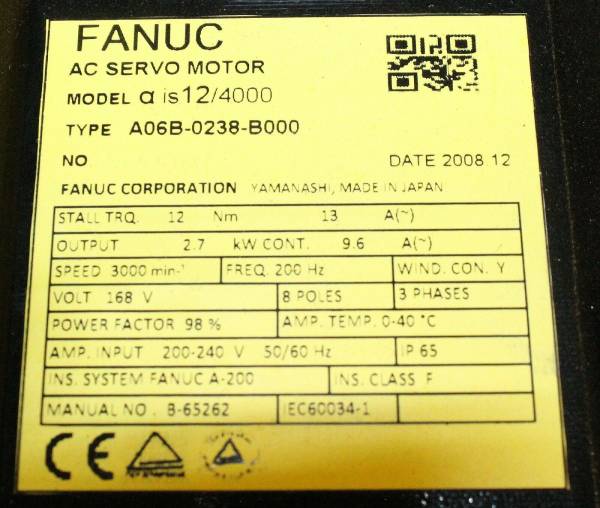 FANUC
AC SERVO MOTOR
MODEL α is12/4000
TYPE A06B-0238-B000
NO DATE 2008.12
FANUC CORPORATION YAMANASHI, MADE IN JAPAN
STALL TRQ. 12 Nm 13 A(~)
OUTPUT 2.7 kW CONT. 9.6 A(~)
SPEED 3000 min-¹ FREQ. 200 Hz WIND. CON. Y
VOLT 168 V 8 POLES 3 PHASES
POWER FACTOR 98 % AMP. TEMP. 0-40 °C
AMP. INPUT 200-240 V 50/60 Hz IP 65
INS. SYSTEM FANUC A-200 INS. CLASS F
MANUAL NO. B-65262 IEC60034-1
CE